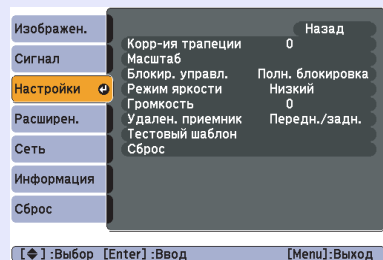 Изображен.
Сигнал
Настройки
Расширен.
Сеть
Информация
Сброс
Назад
Корр-ия трапеции 0
Масштаб
Блокир. управл. Полн. блокировка
Режим яркости Низкий
Громкость 0
Удален. приемник Передн./задн.
Тестовый шаблон
Сброс
[◆] :Выбор [Enter] :Ввод [Menu]:Выход